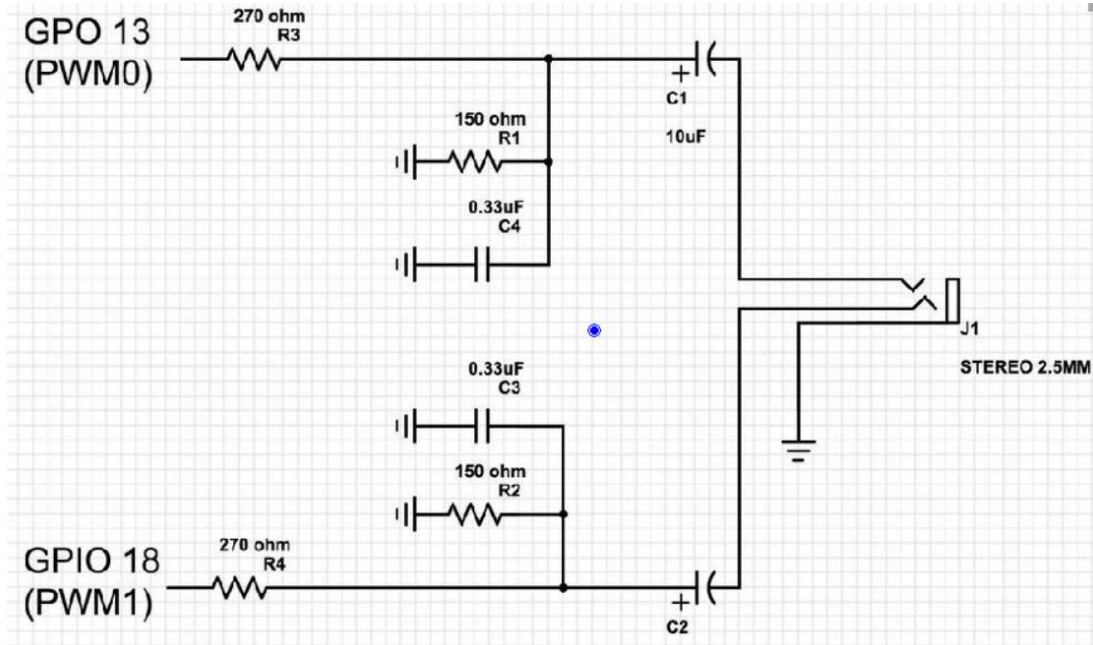 270 ohm
R3
GPO 13
(PWM0)
+
C1
10uF
150 ohm
R1
0.33uF
C4
J1
STEREO 2.5MM
0.33uF
C3
150 ohm
R2
270 ohm
R4
GPIO 18
(PWM1)
+
C2